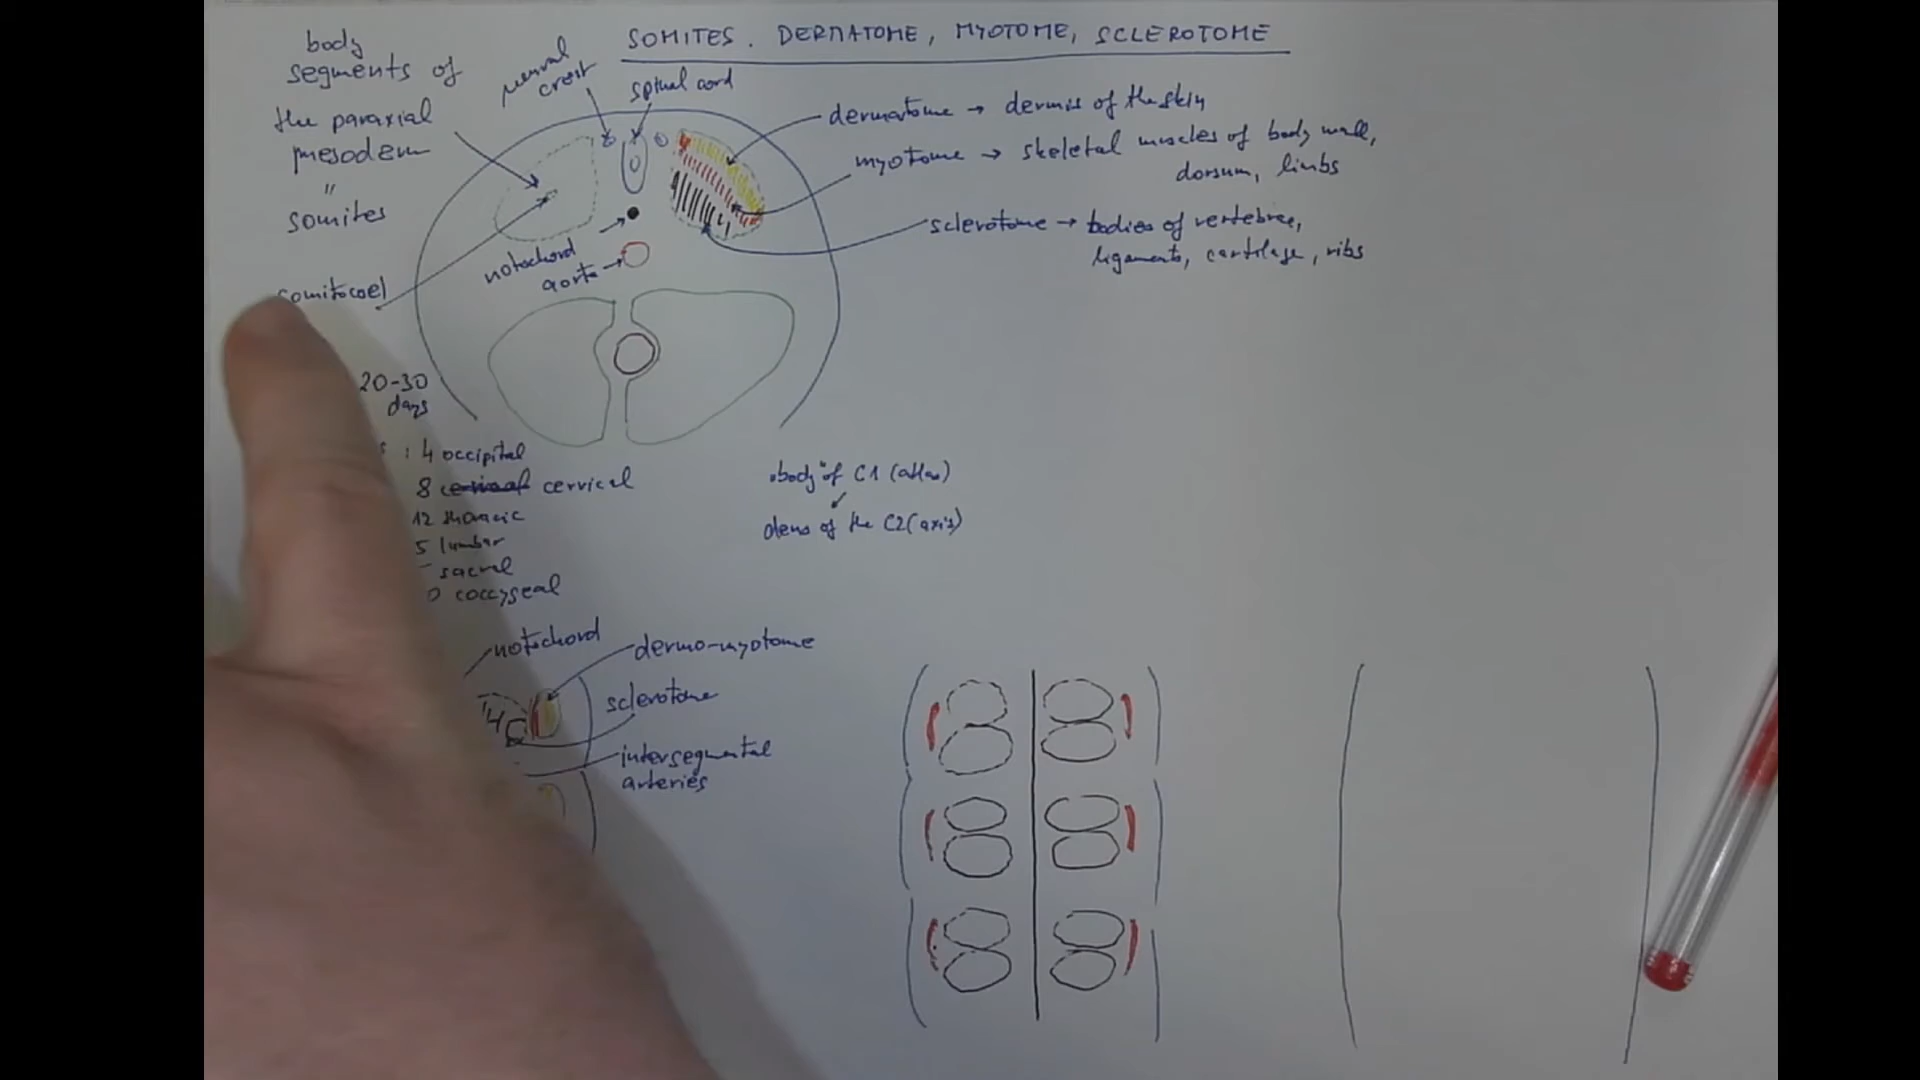 SOMITES. DERMATOME, MYOTOME, SCLEROTOME
body
segments of
the paraxial
mesoderm
"
somites
somitocoel
neural
crest
spinal cord
notochord
aorta
dermatome → dermis of the skin
myotome → skeletal muscles of body wall,
dorsum, limbs
sclerotome → bodies of vertebrae,
ligaments, cartilage, ribs
20-30
days
: 4 occipital
8 cervical
12 thoracic
5 lumbar
sacral
coccygeal
"body" of C1 (atlas)
dens of the C2 (axis)
notochord
dermo-myotome
sclerotome
intersegmental
arteries